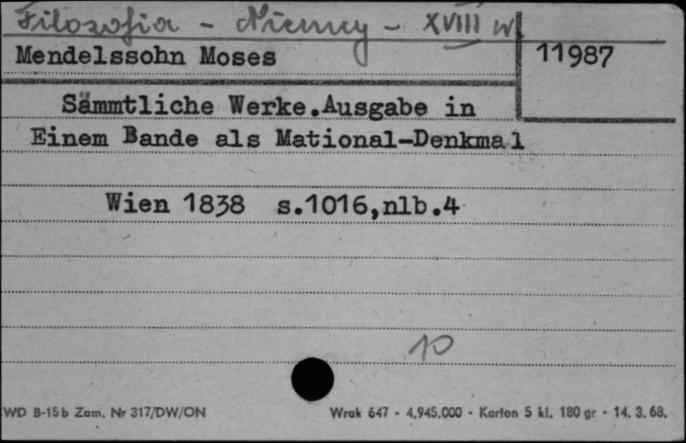 Filozofia - Niemcy - XVIII w
Mendelssohn Moses
11987
Sämmtliche Werke.Ausgabe in
Einem Bande als Mational-Denkmal
Wien 1838 s.1016,nlb.4
10
WD B-15b Zam. Nr 317/DW/ON
Wrak 647 - 4.945.000 - Karton 5 kl. 180 gr - 14. 3. 68.